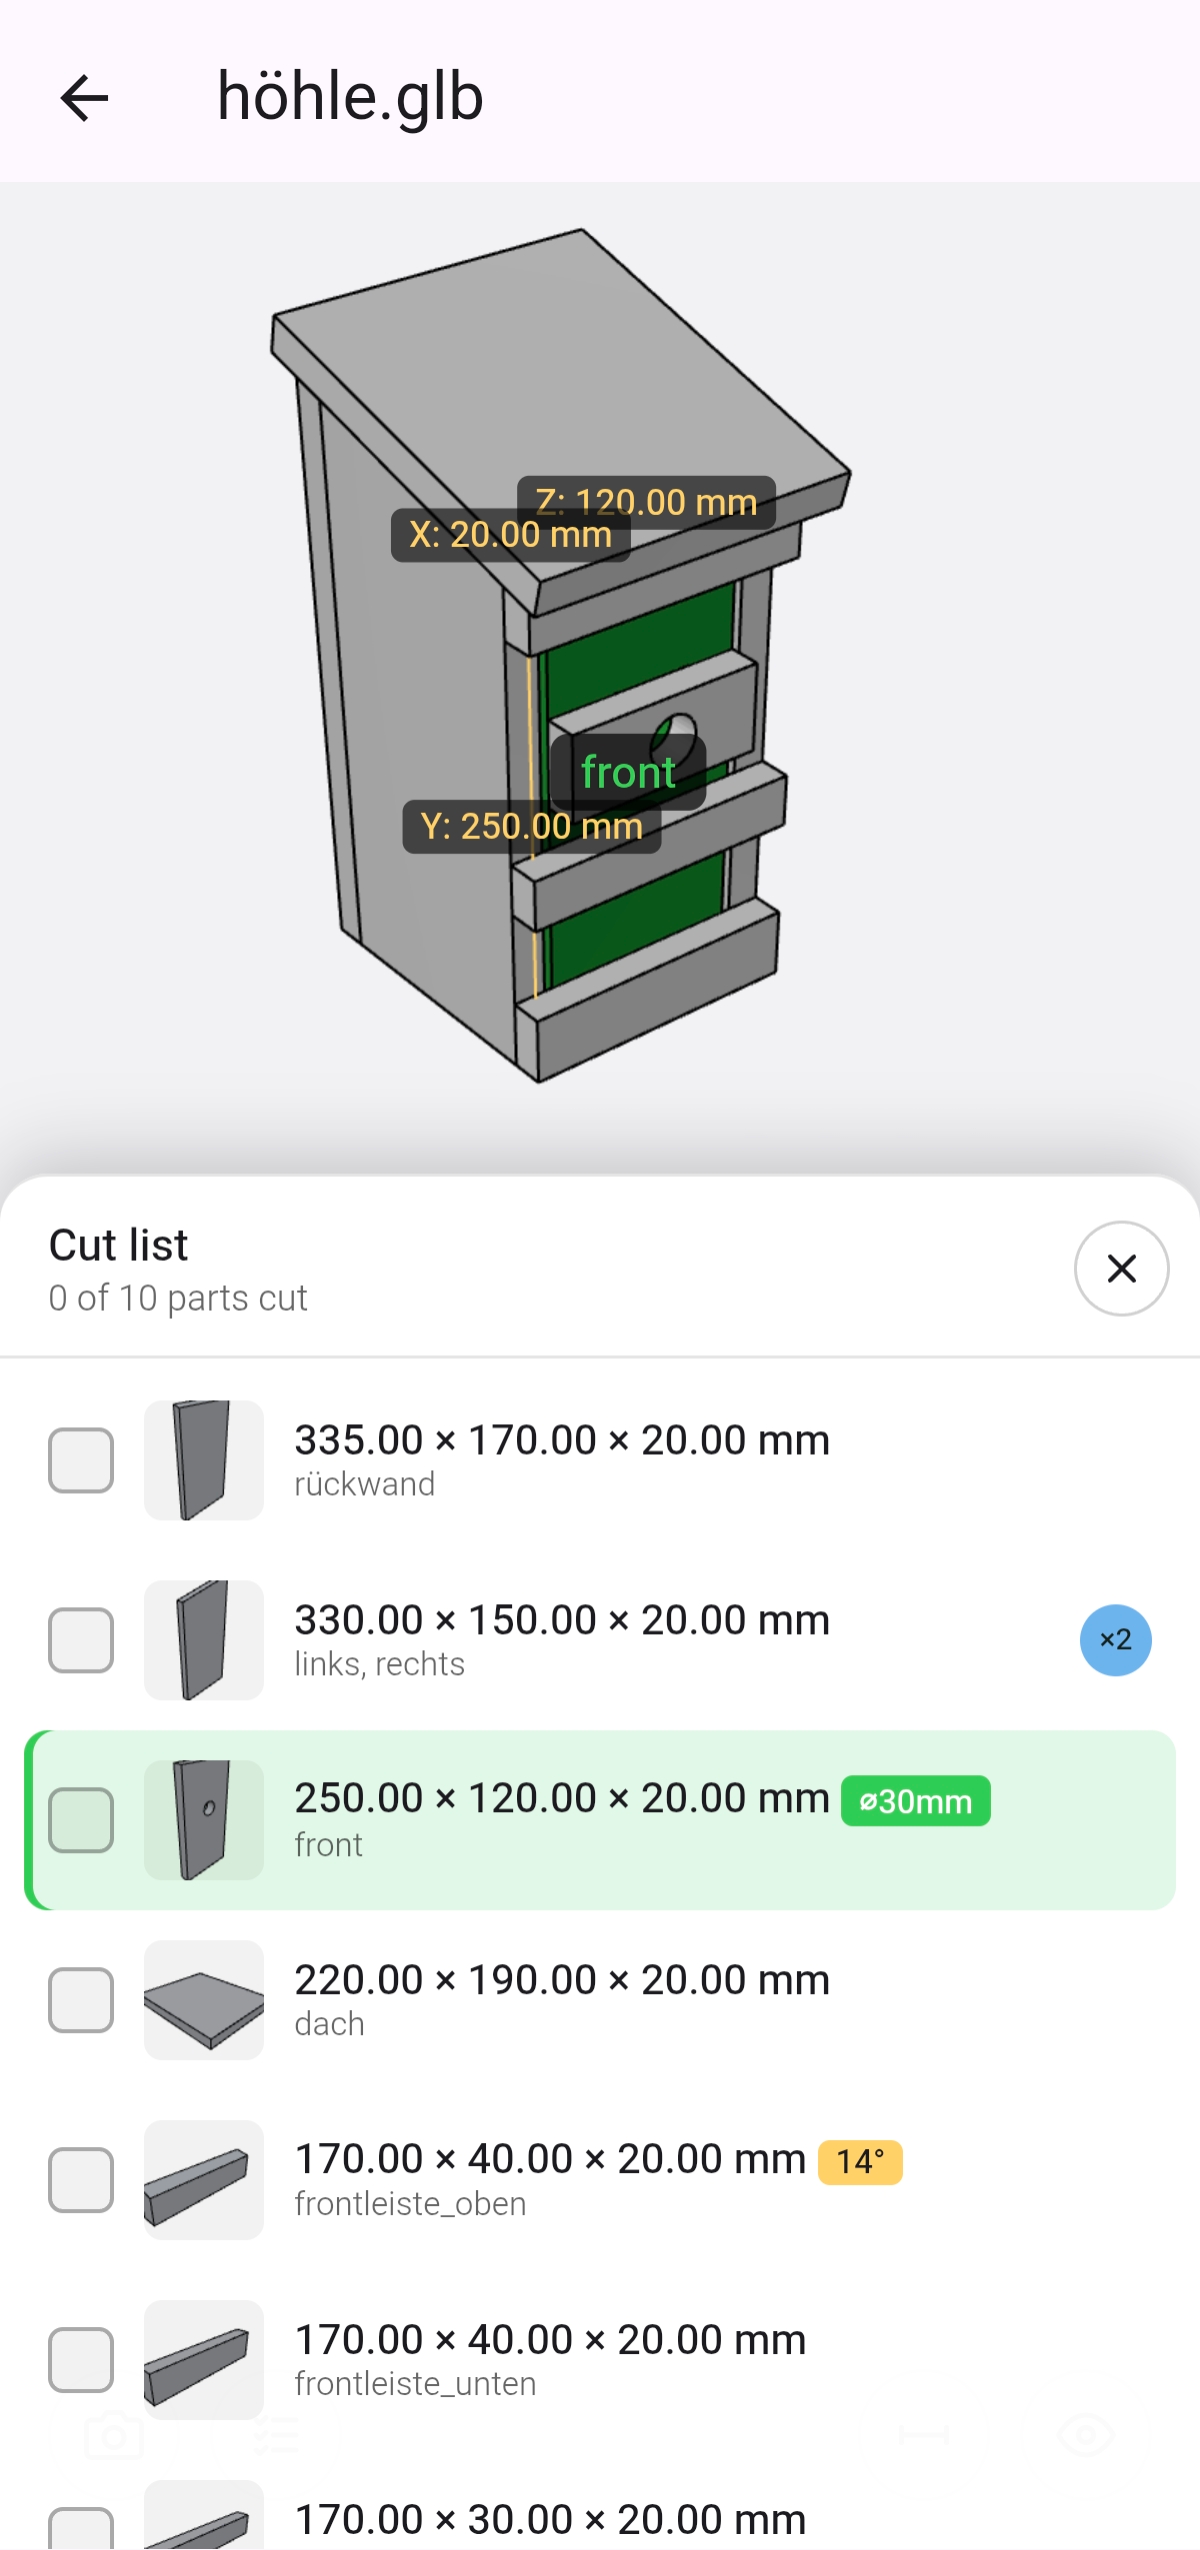 höhle.glb
Z: 120.00 mm
X: 20.00 mm
front
Y: 250.00 mm
Cut list
0 of 10 parts cut
335.00 × 170.00 × 20.00 mm
rückwand
330.00 × 150.00 × 20.00 mm
links, rechts
×2
250.00 × 120.00 × 20.00 mm ⌀30mm
front
220.00 × 190.00 × 20.00 mm
dach
170.00 × 40.00 × 20.00 mm 14°
frontleiste_oben
170.00 × 40.00 × 20.00 mm
frontleiste_unten
170.00 × 30.00 × 20.00 mm